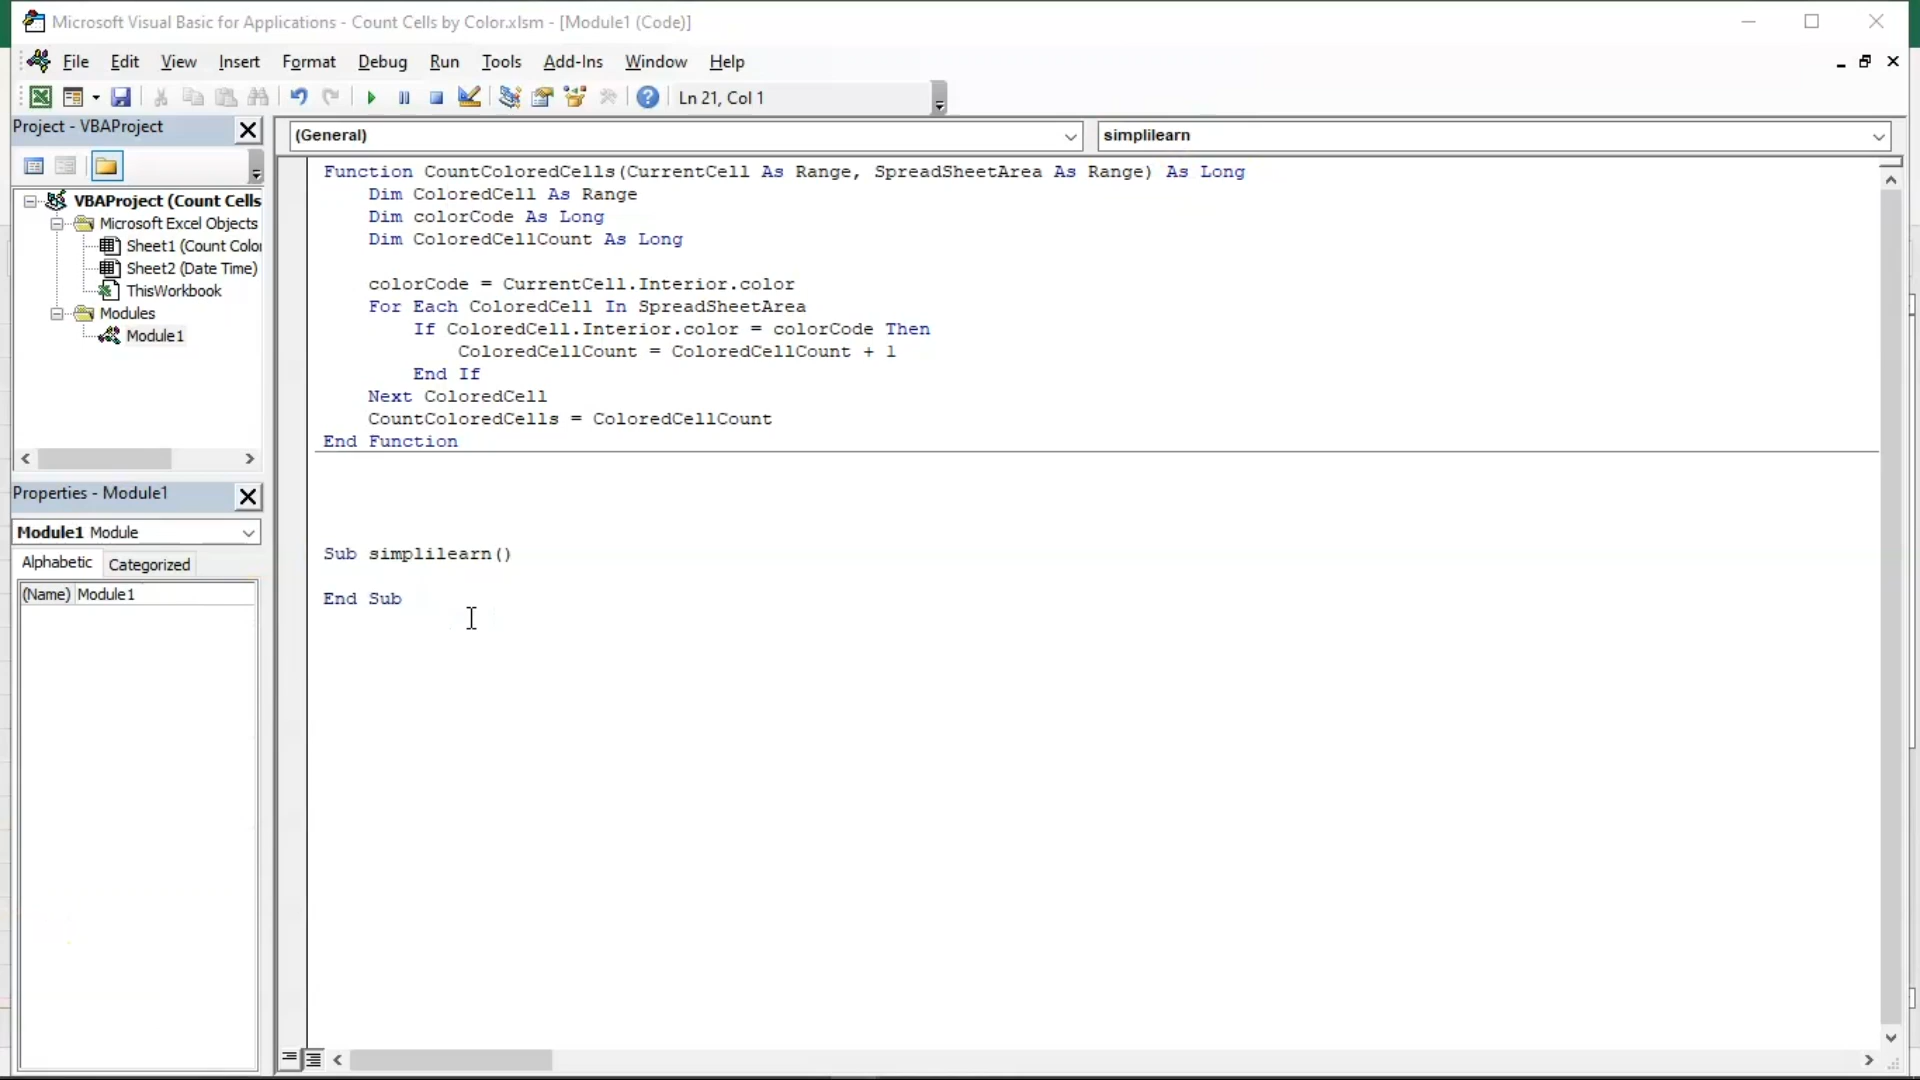 Microsoft Visual Basic for Applications - Count Cells by Color.xlsm - [Module1 (Code)]
File Edit View Insert Format Debug Run Tools Add-Ins Window Help
Ln 21, Col 1
Project - VBAProject
(General)
simplilearn
VBAProject (Count Cells
Microsoft Excel Objects
Sheet1 (Count Color
Sheet2 (Date Time)
ThisWorkbook
Modules
Module1
Properties - Module1
Module1 Module
Alphabetic Categorized
(Name) Module1
Function CountColoredCells(CurrentCell As Range, SpreadSheetArea As Range) As Long
Dim ColoredCell As Range
Dim colorCode As Long
Dim ColoredCellCount As Long
colorCode = CurrentCell.Interior.color
For Each ColoredCell In SpreadSheetArea
If ColoredCell.Interior.color = colorCode Then
ColoredCellCount = ColoredCellCount + 1
End If
Next ColoredCell
CountColoredCells = ColoredCellCount
End Function
Sub simplilearn()
End Sub